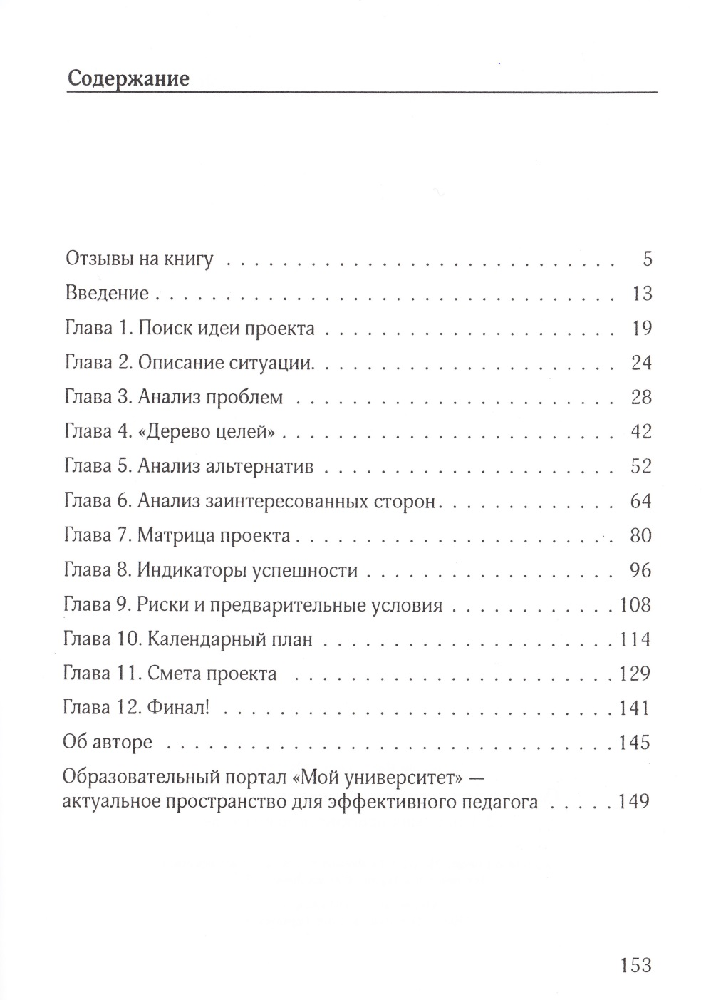 Содержание
Отзывы на книгу . . . . . . . . . . . . . . . . . . . . . . . . . . . . 5
Введение . . . . . . . . . . . . . . . . . . . . . . . . . . . . . . . . . 13
Глава 1. Поиск идеи проекта . . . . . . . . . . . . . . . . . . . . . 19
Глава 2. Описание ситуации. . . . . . . . . . . . . . . . . . . . . . 24
Глава 3. Анализ проблем . . . . . . . . . . . . . . . . . . . . . . . 28
Глава 4. «Дерево целей» . . . . . . . . . . . . . . . . . . . . . . . . 42
Глава 5. Анализ альтернатив . . . . . . . . . . . . . . . . . . . . . 52
Глава 6. Анализ заинтересованных сторон. . . . . . . . . . . . . 64
Глава 7. Матрица проекта . . . . . . . . . . . . . . . . . . . . . . . 80
Глава 8. Индикаторы успешности . . . . . . . . . . . . . . . . . . 96
Глава 9. Риски и предварительные условия . . . . . . . . . . . . 108
Глава 10. Календарный план . . . . . . . . . . . . . . . . . . . . . 114
Глава 11. Смета проекта . . . . . . . . . . . . . . . . . . . . . . . 129
Глава 12. Финал! . . . . . . . . . . . . . . . . . . . . . . . . . . . . 141
Об авторе . . . . . . . . . . . . . . . . . . . . . . . . . . . . . . . . 145
Образовательный портал «Мой университет» —
актуальное пространство для эффективного педагога . . . . . 149
153